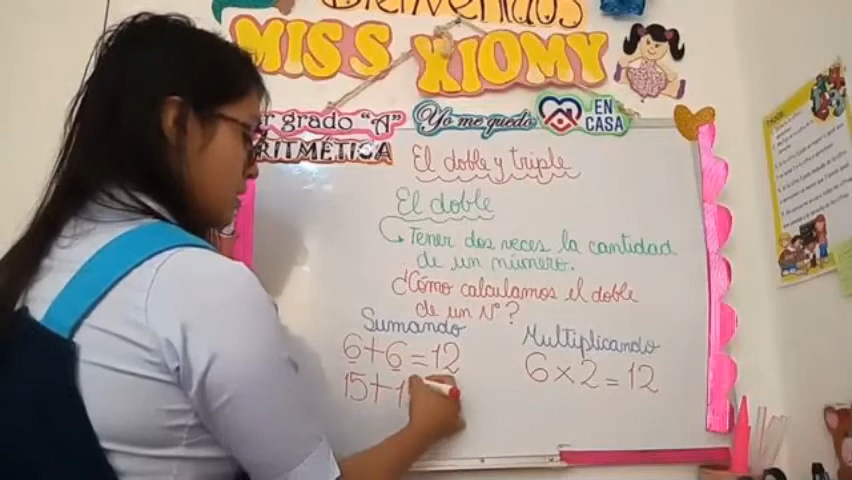 Bienvenidos
MISS XIOMY
er grado "A"
Yo me quedo
EN
CASA
RITMÉTICA
El doble y triple
El doble
Tener dos veces la cantidad
de un número.
¿Cómo calculamos el doble
de un N°?
Sumando
6+6=12
15+1
Multiplicando
6×2=12